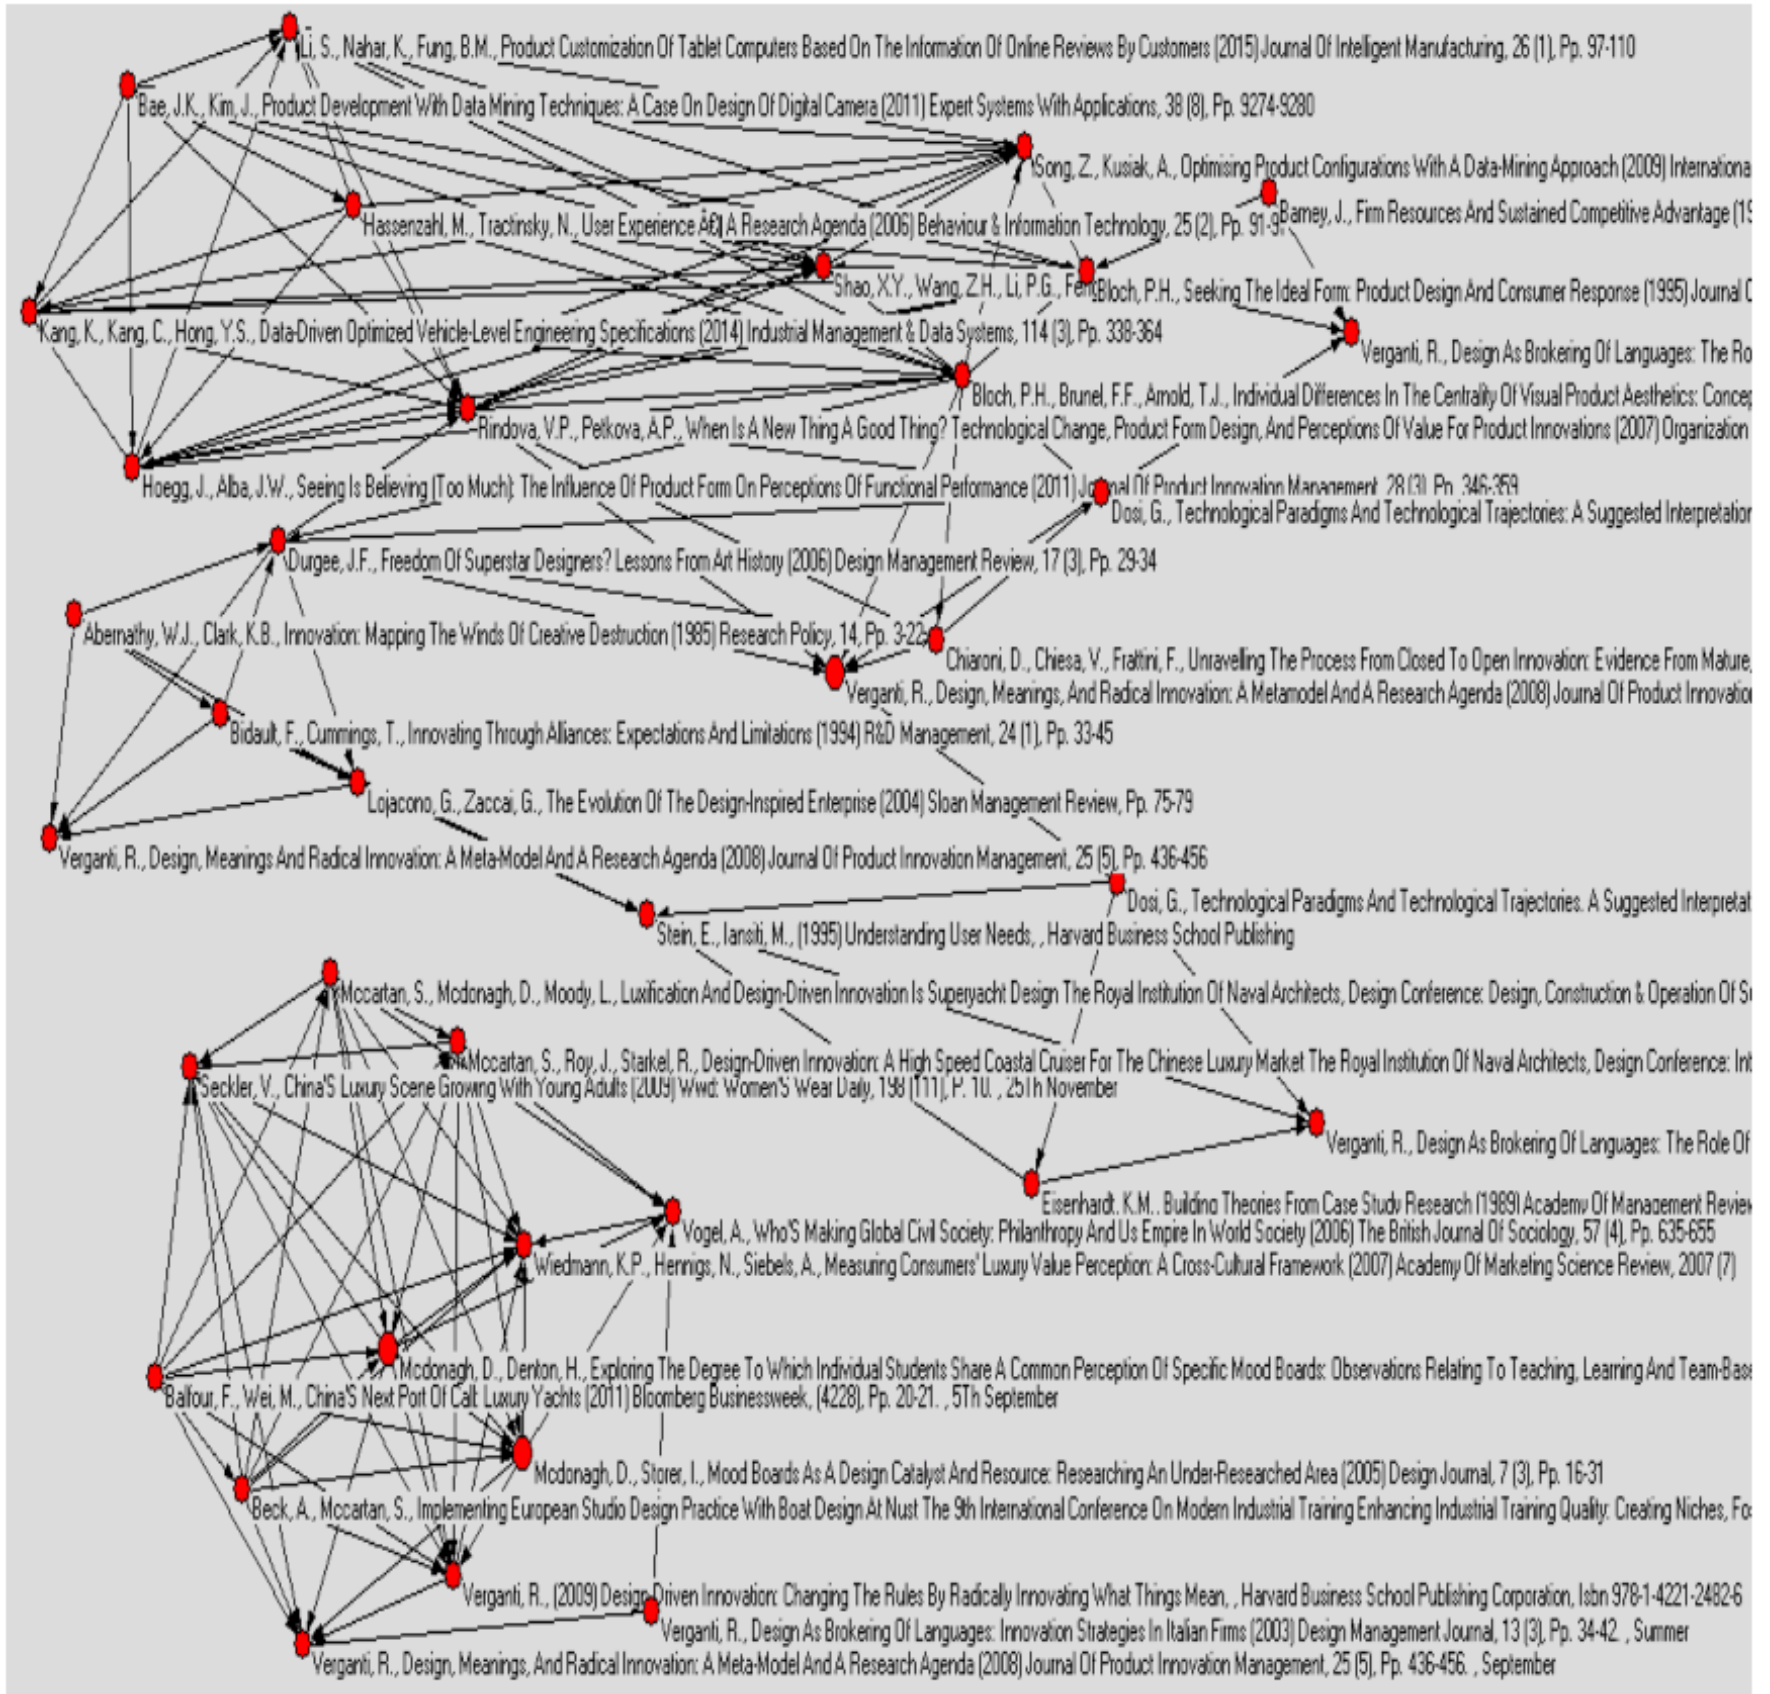 Li, S., Nahar, K., Fung, B.M., Product Customization Of Tablet Computers Based On The Information Of Online Reviews By Customers (2015) Journal Of Intelligent Manufacturing, 26 (1), Pp. 97-110
Bae, J.K., Kim, J., Product Development With Data Mining Techniques: A Case On Design Of Digital Camera (2011) Expert Systems With Applications, 38 (8), Pp. 9274-9280
Song, Z., Kusiak, A., Optimising Product Configurations With A Data-Mining Approach (2009) Internationa
Barney, J., Firm Resources And Sustained Competitive Advantage (19
Hassenzahl, M., Tractinsky, N., User Experience Â€¦ A Research Agenda (2006) Behaviour & Information Technology, 25 (2), Pp. 91-9
Shao, X.Y., Wang, Z.H., Li, P.G., Fen
Bloch, P.H., Seeking The Ideal Form: Product Design And Consumer Response (1995) Journal O
Kang, K., Kang, C., Hong, Y.S., Data-Driven Optimized Vehicle-Level Engineering Specifications (2014) Industrial Management & Data Systems, 114 (3), Pp. 338-364
Verganti, R., Design As Brokering Of Languages: The Ro
Bloch, P.H., Brunel, F.F., Arnold, T.J., Individual Differences In The Centrality Of Visual Product Aesthetics: Concep
Rindova, V.P., Petkova, A.P., When Is A New Thing A Good Thing? Technological Change, Product Form Design, And Perceptions Of Value For Product Innovations (2007) Organization
Hoegg, J., Alba, J.W., Seeing Is Believing (Too Much): The Influence Of Product Form On Perceptions Of Functional Performance (2011) Journal Of Product Innovation Management, 28 (3), Pp. 346-359
Dosi, G., Technological Paradigms And Technological Trajectories: A Suggested Interpretation
Durgee, J.F., Freedom Of Superstar Designers? Lessons From Art History (2006) Design Management Review, 17 (3), Pp. 29-34
Abernathy, W.J., Clark, K.B., Innovation: Mapping The Winds Of Creative Destruction (1985) Research Policy, 14, Pp. 3-22
Chiaroni, D., Chiesa, V., Frattini, F., Unravelling The Process From Closed To Open Innovation: Evidence From Mature,
Verganti, R., Design, Meanings, And Radical Innovation: A Metamodel And A Research Agenda (2008) Journal Of Product Innovatio
Bidault, F., Cummings, T., Innovating Through Alliances: Expectations And Limitations (1994) R&D Management, 24 (1), Pp. 33-45
Lojacono, G., Zaccai, G., The Evolution Of The Design-Inspired Enterprise (2004) Sloan Management Review, Pp. 75-79
Verganti, R., Design, Meanings And Radical Innovation: A Meta-Model And A Research Agenda (2008) Journal Of Product Innovation Management, 25 (5), Pp. 436-456
Dosi, G., Technological Paradigms And Technological Trajectories. A Suggested Interpretat
Stein, E., Iansiti, M., (1995) Understanding User Needs, , Harvard Business School Publishing
Mccartan, S., Mcdonagh, D., Moody, L., Luxification And Design-Driven Innovation Is Superyacht Design The Royal Institution Of Naval Architects, Design Conference: Design, Construction & Operation Of Su
Mccartan, S., Roy, J., Starkel, R., Design-Driven Innovation: A High Speed Coastal Cruiser For The Chinese Luxury Market The Royal Institution Of Naval Architects, Design Conference: Int
Seckler, V., China'S Luxury Scene Growing With Young Adults (2009) Wwd: Women'S Wear Daily, 198 (111), P. 10. , 25Th November
Verganti, R., Design As Brokering Of Languages: The Role Of
Eisenhardt, K.M., Building Theories From Case Study Research (1989) Academy Of Management Review
Vogel, A., Who'S Making Global Civil Society: Philanthropy And Us Empire In World Society (2006) The British Journal Of Sociology, 57 (4), Pp. 635-655
Wiedmann, K.P., Hennigs, N., Siebels, A., Measuring Consumers' Luxury Value Perception: A Cross-Cultural Framework (2007) Academy Of Marketing Science Review, 2007 (7)
Mcdonagh, D., Denton, H., Exploring The Degree To Which Individual Students Share A Common Perception Of Specific Mood Boards: Observations Relating To Teaching, Learning And Team-Base
Balfour, F., Wei, M., China'S Next Port Of Call: Luxury Yachts (2011) Bloomberg Businessweek, (4228), Pp. 20-21. , 5Th September
Mcdonagh, D., Storer, I., Mood Boards As A Design Catalyst And Resource: Researching An Under-Researched Area (2005) Design Journal, 7 (3), Pp. 16-31
Beck, A., Mccartan, S., Implementing European Studio Design Practice With Boat Design At Nust The 9th International Conference On Modern Industrial Training Enhancing Industrial Training Quality: Creating Niches, Fo
Verganti, R., (2009) Design-Driven Innovation: Changing The Rules By Radically Innovating What Things Mean, , Harvard Business School Publishing Corporation, Isbn 978-1-4221-2482-6
Verganti, R., Design As Brokering Of Languages: Innovation Strategies In Italian Firms (2003) Design Management Journal, 13 (3), Pp. 34-42. , Summer
Verganti, R., Design, Meanings, And Radical Innovation: A Meta-Model And A Research Agenda (2008) Journal Of Product Innovation Management, 25 (5), Pp. 436-456. , September